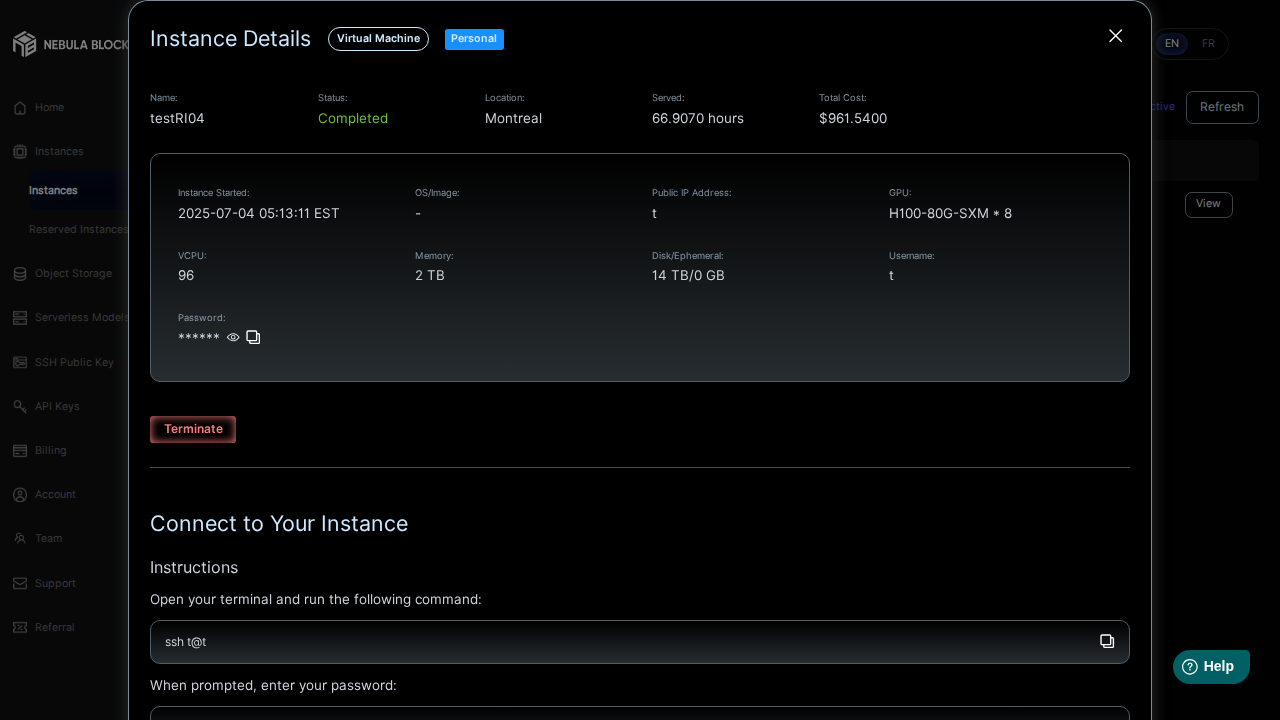 Instance Details
Virtual Machine
Personal
NEBULA BLOCK
EN
FR
Home
Instances
Instances
Reserved Instances
Object Storage
Serverless Models
SSH Public Key
API Keys
Billing
Account
Team
Support
Referral
ctive
Refresh
View
Name: Status: Location: Served: Total Cost:
testRI04 Completed Montreal 66.9070 hours $961.5400
Instance Started: OS/Image: Public IP Address: GPU:
2025-07-04 05:13:11 EST - t H100-80G-SXM * 8
VCPU: Memory: Disk/Ephemeral: Username:
96 2 TB 14 TB/0 GB t
Password:
******
Terminate
Connect to Your Instance
Instructions
Open your terminal and run the following command:
ssh t@t
When prompted, enter your password:
Help